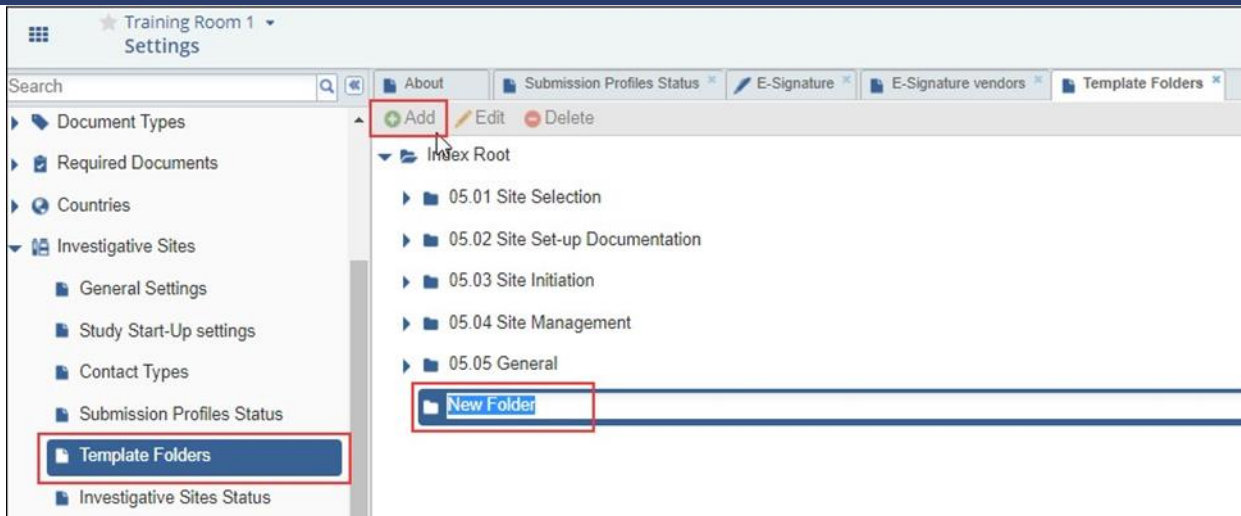 Training Room 1
Settings
Search
About
Submission Profiles Status
E-Signature
E-Signature vendors
Template Folders
Document Types
Required Documents
Countries
Investigative Sites
General Settings
Study Start-Up settings
Contact Types
Submission Profiles Status
Template Folders
Investigative Sites Status
Add Edit Delete
Index Root
05.01 Site Selection
05.02 Site Set-up Documentation
05.03 Site Initiation
05.04 Site Management
05.05 General
New Folder